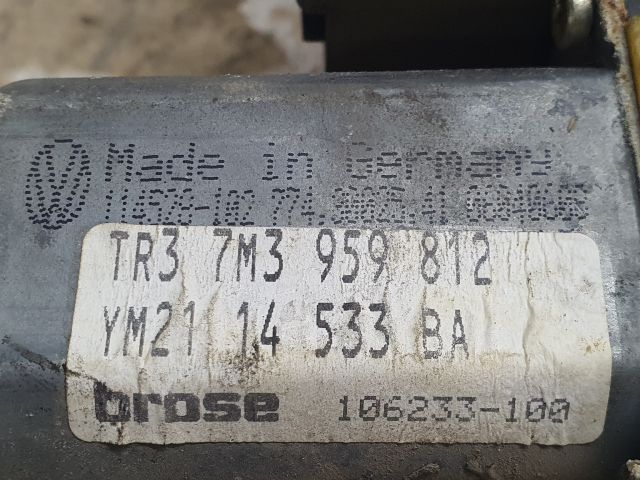 Made in Germany
TR3 7M3 959 812
YM21 14 533 BA
brose 106233-100